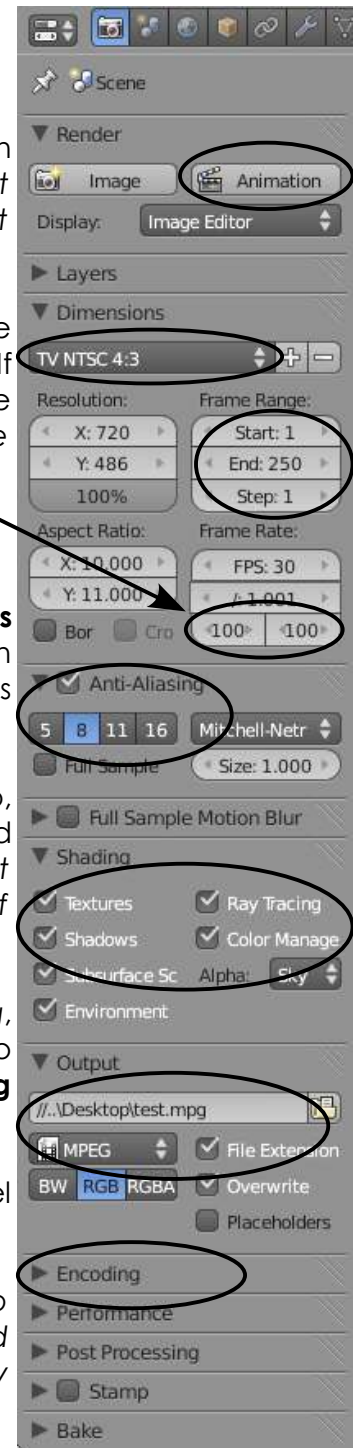 Scene
Render
Image Animation
Display: Image Editor
Layers
Dimensions
TV NTSC 4:3
Resolution: Frame Range:
X: 720 Start: 1
Y: 486 End: 250
100% Step: 1
Aspect Ratio: Frame Rate:
X: 10.000 FPS: 30
Y: 11.000 /: 1.001
Bor Cro 100 100
s
Anti-Aliasing
5 8 11 16 Mitchell-Netr
Full Sample Size: 1.000
Full Sample Motion Blur
Shading
Textures Ray Tracing
Shadows Color Manage
Subsurface Sc Alpha: Sky
Environment
Output
//..\Desktop\test.mpg
MPEG File Extension
BW RGB RGBA Overwrite
Placeholders
Encoding
Performance
Post Processing
Stamp
Bake